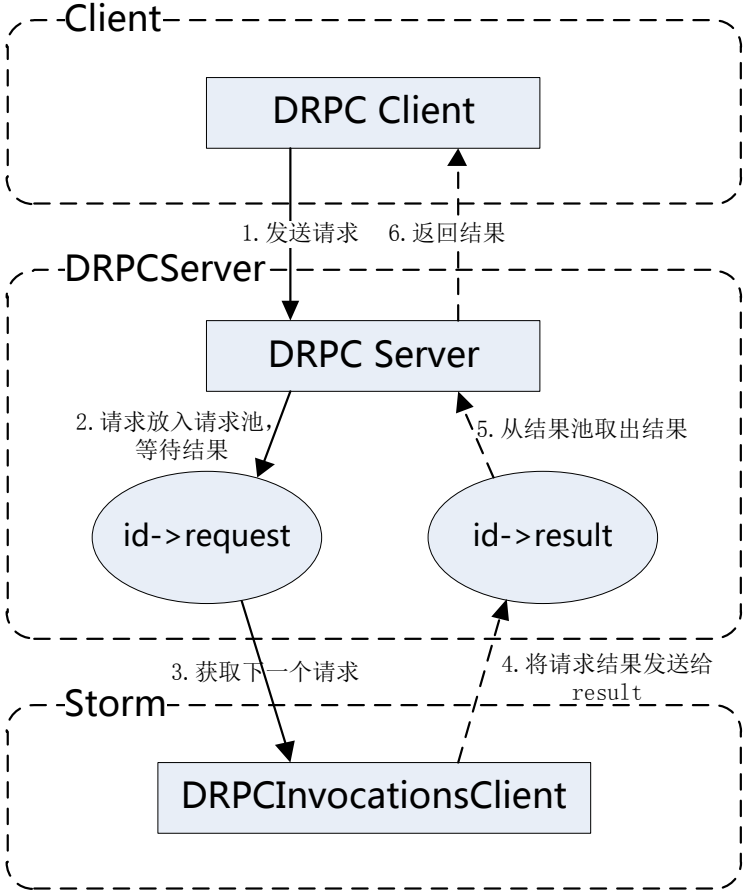 Client
DRPC Client
1.发送请求
6.返回结果
DRPCServer
DRPC Server
2.请求放入请求池，
等待结果
5.从结果池取出结果
id->request
id->result
3.获取下一个请求
4.将请求结果发送给
result
Storm
DRPCInvocationsClient